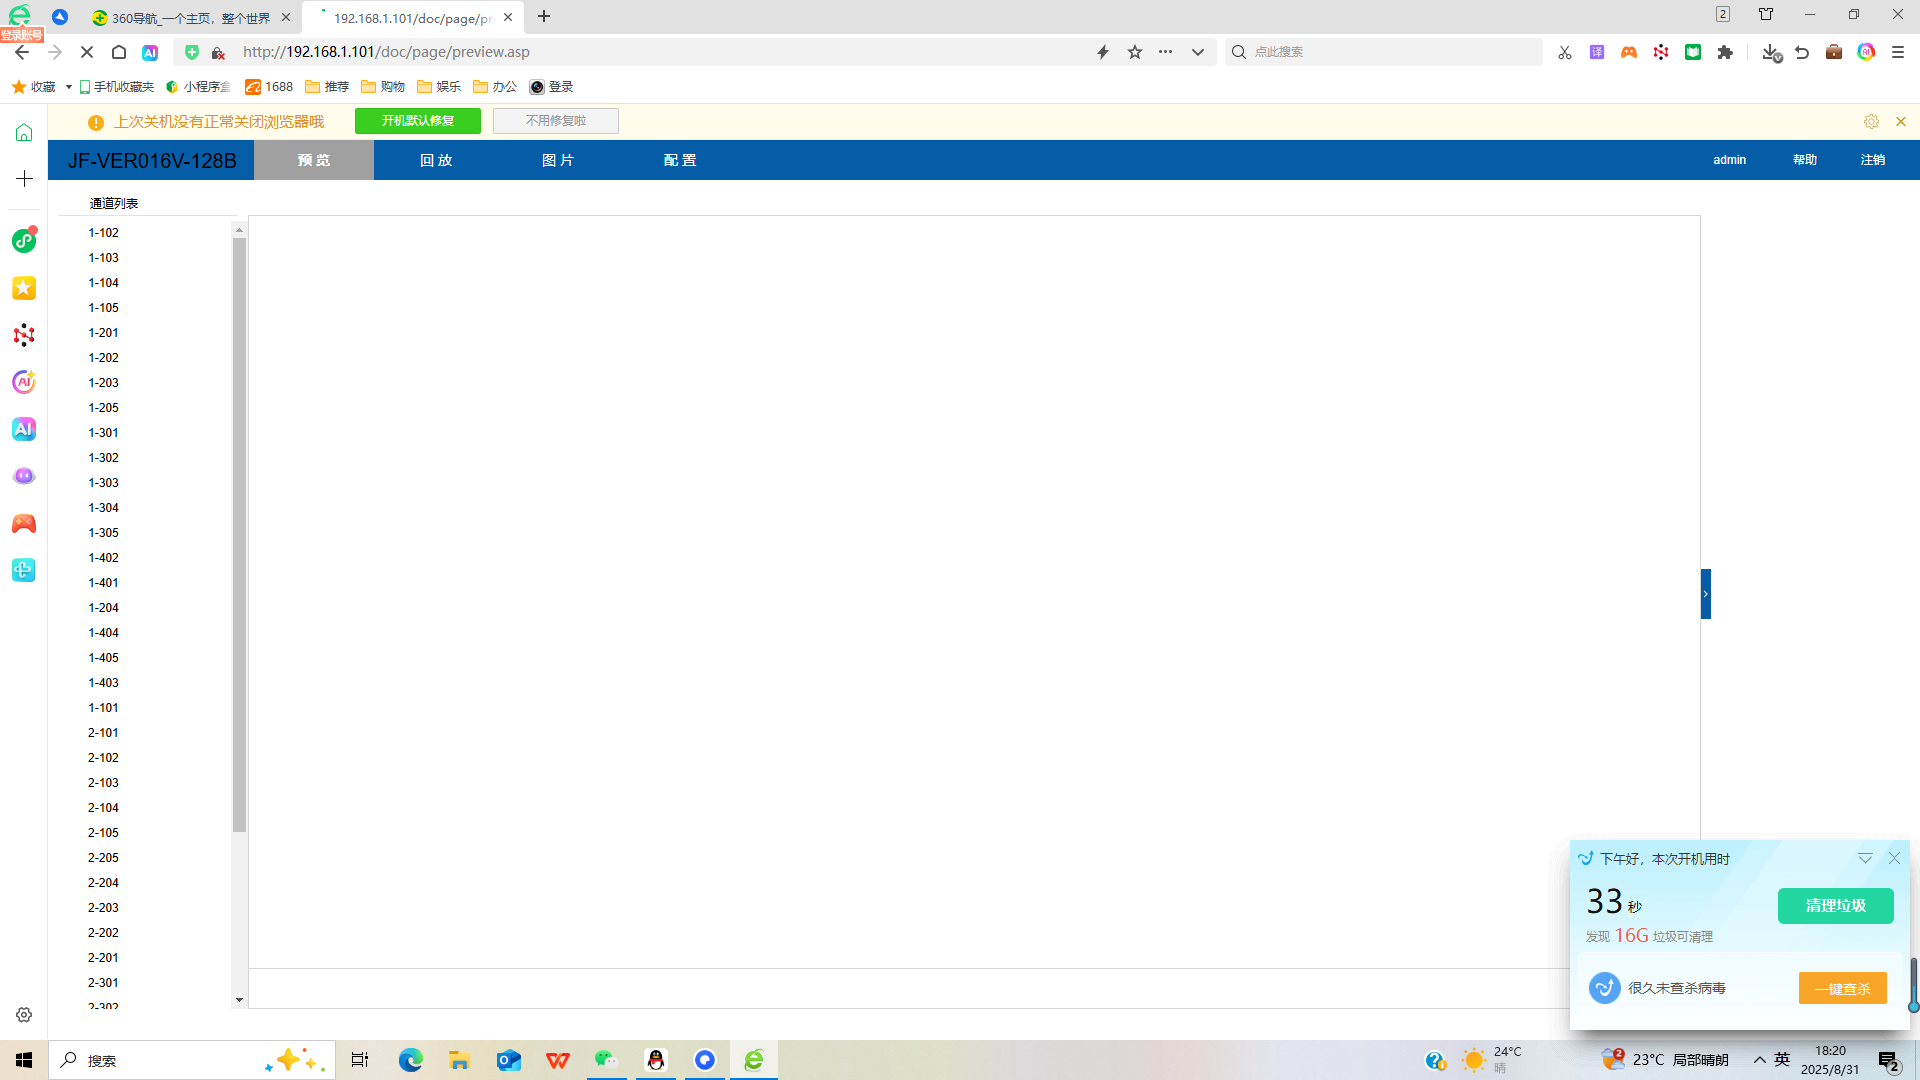 360导航_一个主页，整个世界
192.168.1.101/doc/page/pr
2
登录账号
http://192.168.1.101/doc/page/preview.asp
点此搜索
收藏
手机收藏夹
小程序盒
1688
推荐
购物
娱乐
办公
登录
上次关机没有正常关闭浏览器哦
开机默认修复
不用修复啦
JF-VER016V-128B
预览
回放
图片
配置
admin
帮助
注销
通道列表
1-102
1-103
1-104
1-105
1-201
1-202
1-203
1-205
1-301
1-302
1-303
1-304
1-305
1-402
1-401
1-204
1-404
1-405
1-403
1-101
2-101
2-102
2-103
2-104
2-105
2-205
2-204
2-203
2-202
2-201
2-301
2-302
下午好，本次开机用时
33秒
清理垃圾
发现 16G 垃圾可清理
很久未查杀病毒
一键查杀
搜索
24°C
晴
2
23°C 局部晴朗
英
18:20
2025/8/31
2